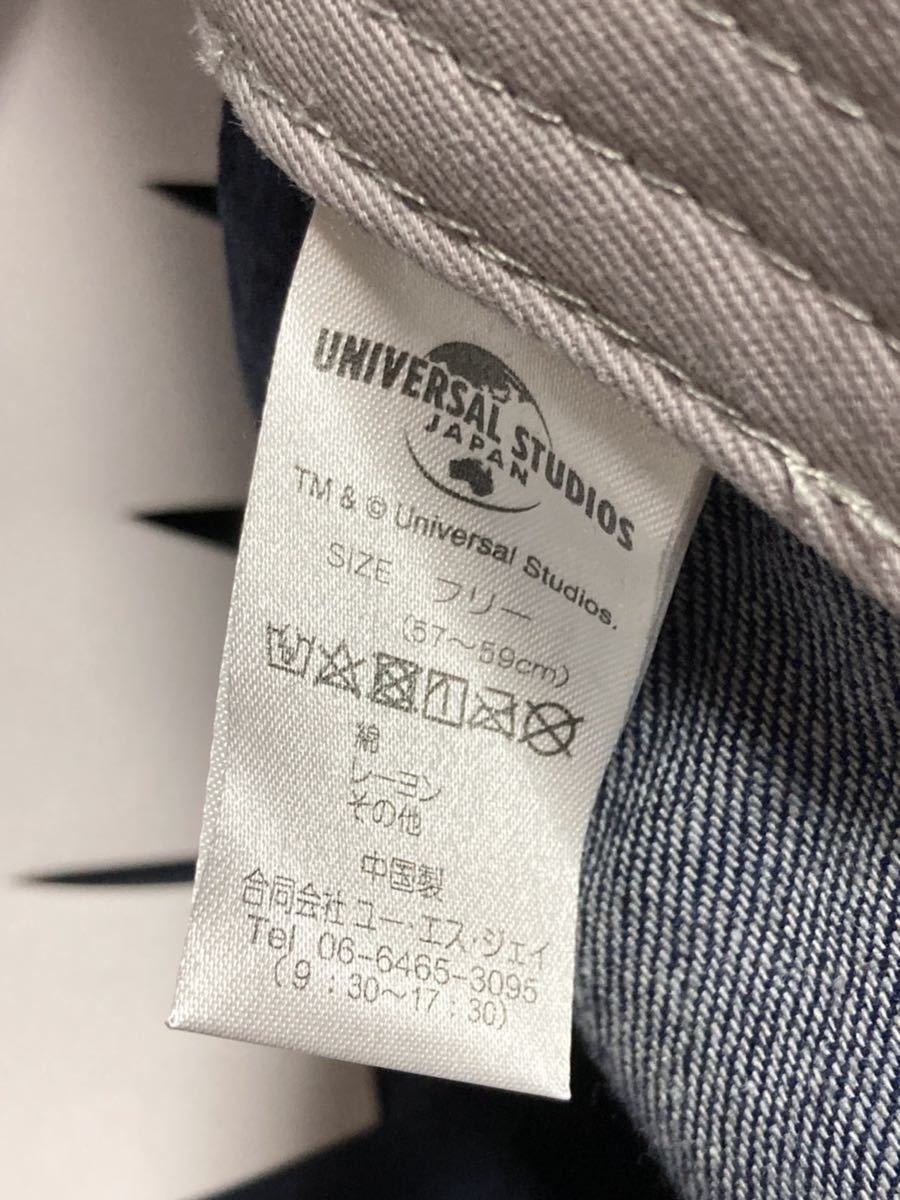 UNIVERSAL STUDIOS
JAPAN
TM & © Universal Studios.
SIZE フリー
(57〜59cm)
綿
レーヨン
その他
中国製
合同会社 ユー・エス・ジェイ
Tel 06-6465-3095
(9:30〜17:30)